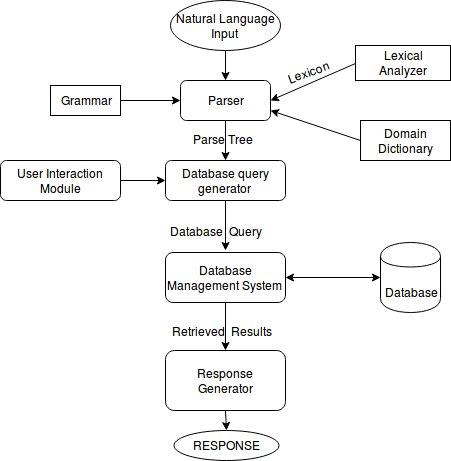 Natural Language
Input
Lexicon
Lexical
Analyzer
Grammar
Parser
Domain
Dictionary
Parse Tree
User Interaction
Module
Database query
generator
Database Query
Database
Management System
Database
Retrieved Results
Response
Generator
RESPONSE